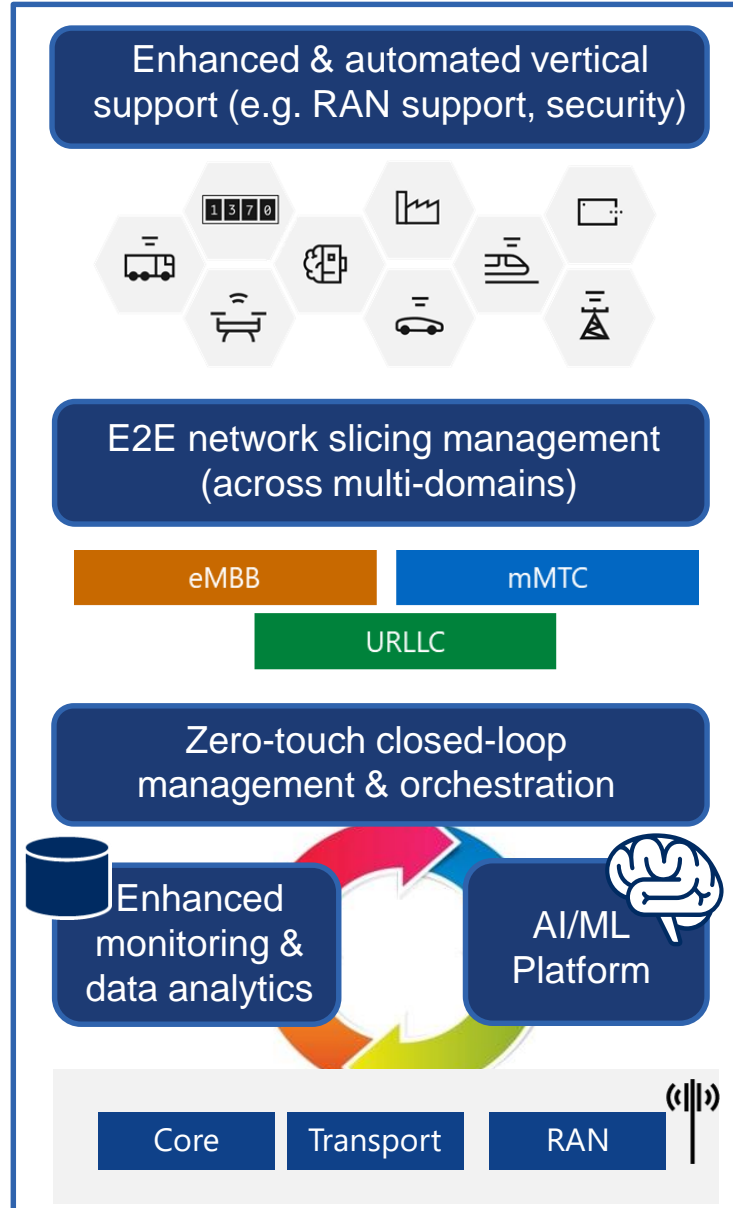 Enhanced & automated vertical
support (e.g. RAN support, security)
1370
E2E network slicing management
(across multi-domains)
eMBB
mMTC
URLLC
Zero-touch closed-loop
management & orchestration
Enhanced
monitoring &
data analytics
AI/ML
Platform
Core
Transport
RAN